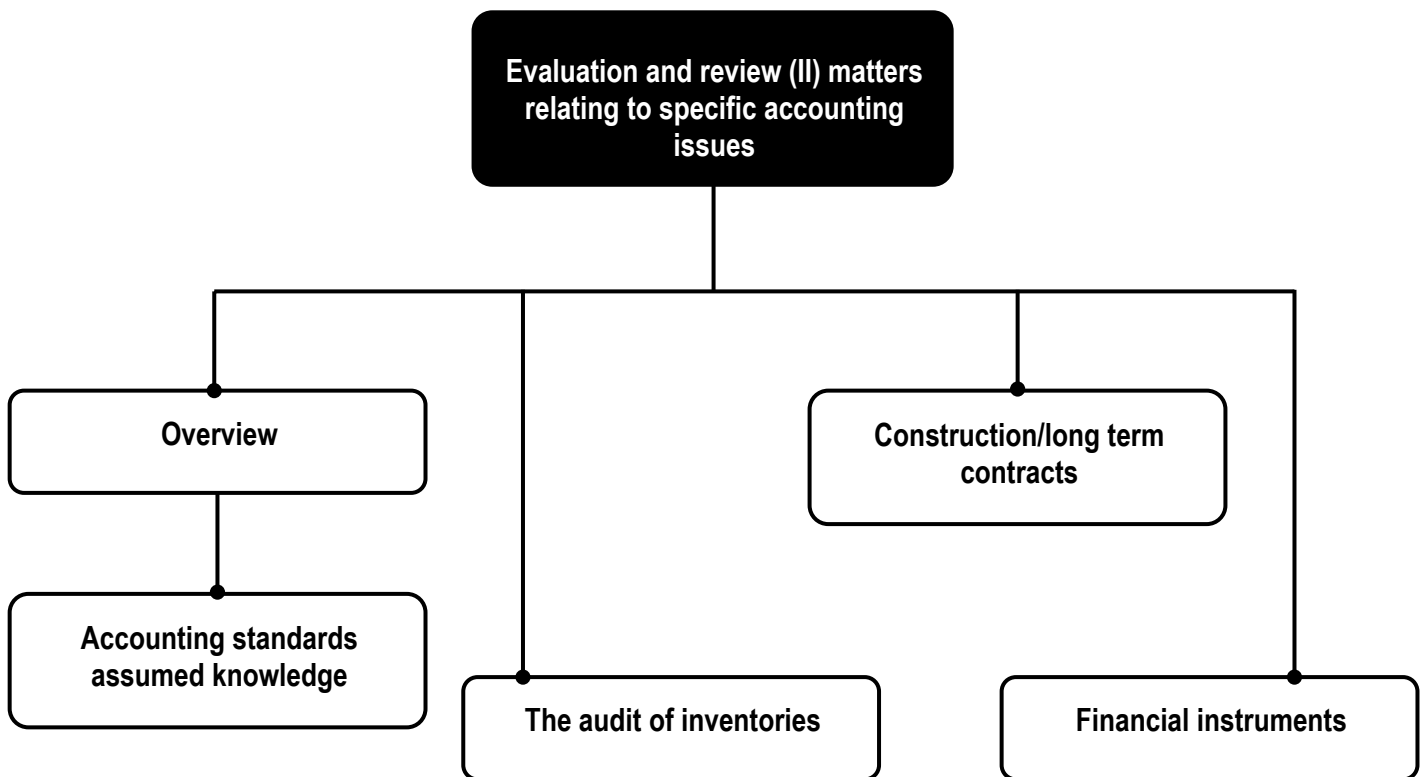 Evaluation and review (II) matters
relating to specific accounting
issues
Overview
Construction/long term
contracts
Accounting standards
assumed knowledge
The audit of inventories
Financial instruments